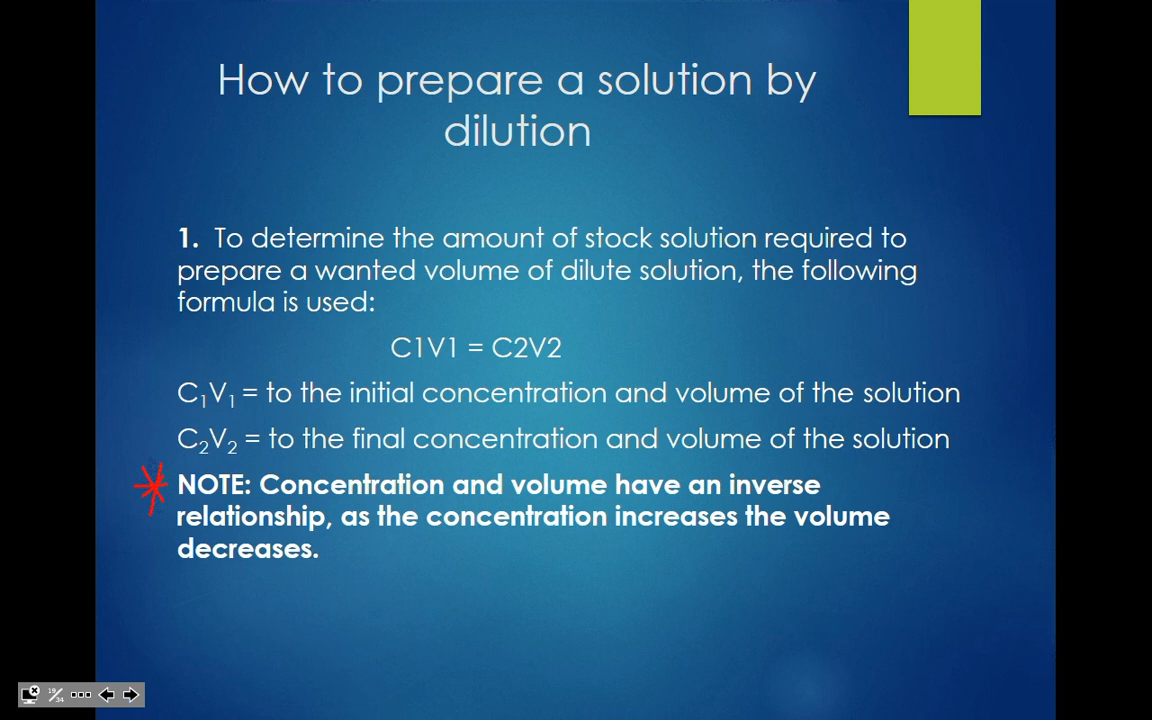 How to prepare a solution by
dilution
1. To determine the amount of stock solution required to
prepare a wanted volume of dilute solution, the following
formula is used:
C1V1 = C2V2
C₁V₁ = to the initial concentration and volume of the solution
C₂V₂ = to the final concentration and volume of the solution
NOTE: Concentration and volume have an inverse
relationship, as the concentration increases the volume
decreases.
19/34